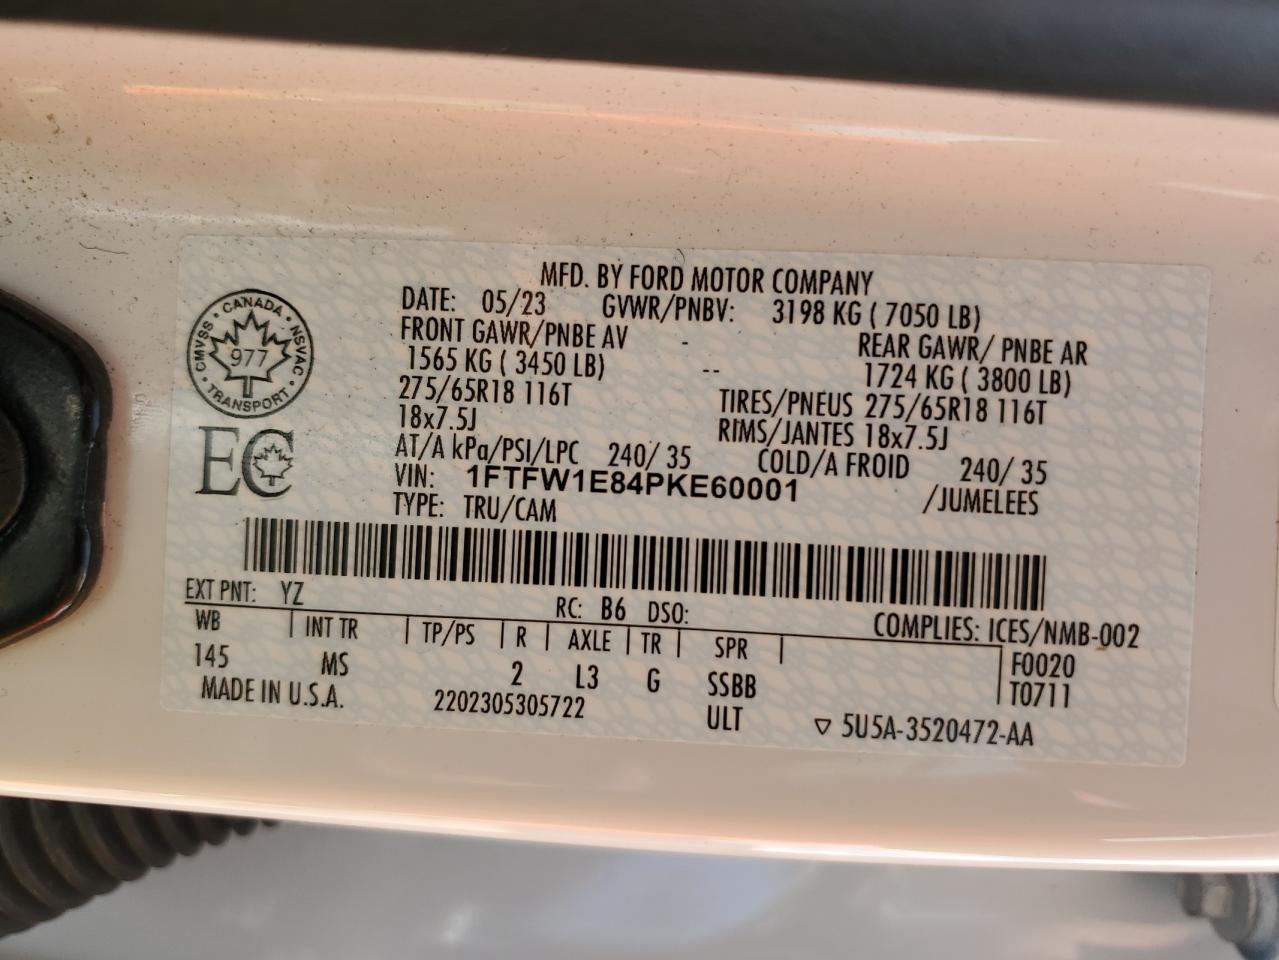 MFD. BY FORD MOTOR COMPANY
DATE: 05/23 GVWR/PNBV: 3198 KG ( 7050 LB)
FRONT GAWR/PNBE AV - REAR GAWR/ PNBE AR
1565 KG ( 3450 LB) -- 1724 KG ( 3800 LB)
275/65R18 116T TIRES/PNEUS 275/65R18 116T
18x7.5J RIMS/JANTES 18x7.5J
AT/A kPa/PSI/LPC 240/ 35 COLD/A FROID 240/ 35
VIN: 1FTFW1E84PKE60001 /JUMELEES
TYPE: TRU/CAM
CMVSS · CANADA · NSVAC · TRANSPORT
977
EC
EXT PNT: YZ RC: B6 DSO: COMPLIES: ICES/NMB-002
WB | INT TR | TP/PS | R | AXLE | TR | SPR | F0020
145 MS 2 L3 G SSBB T0711
MADE IN U.S.A. 2202305305722 ULT ▽ 5U5A-3520472-AA